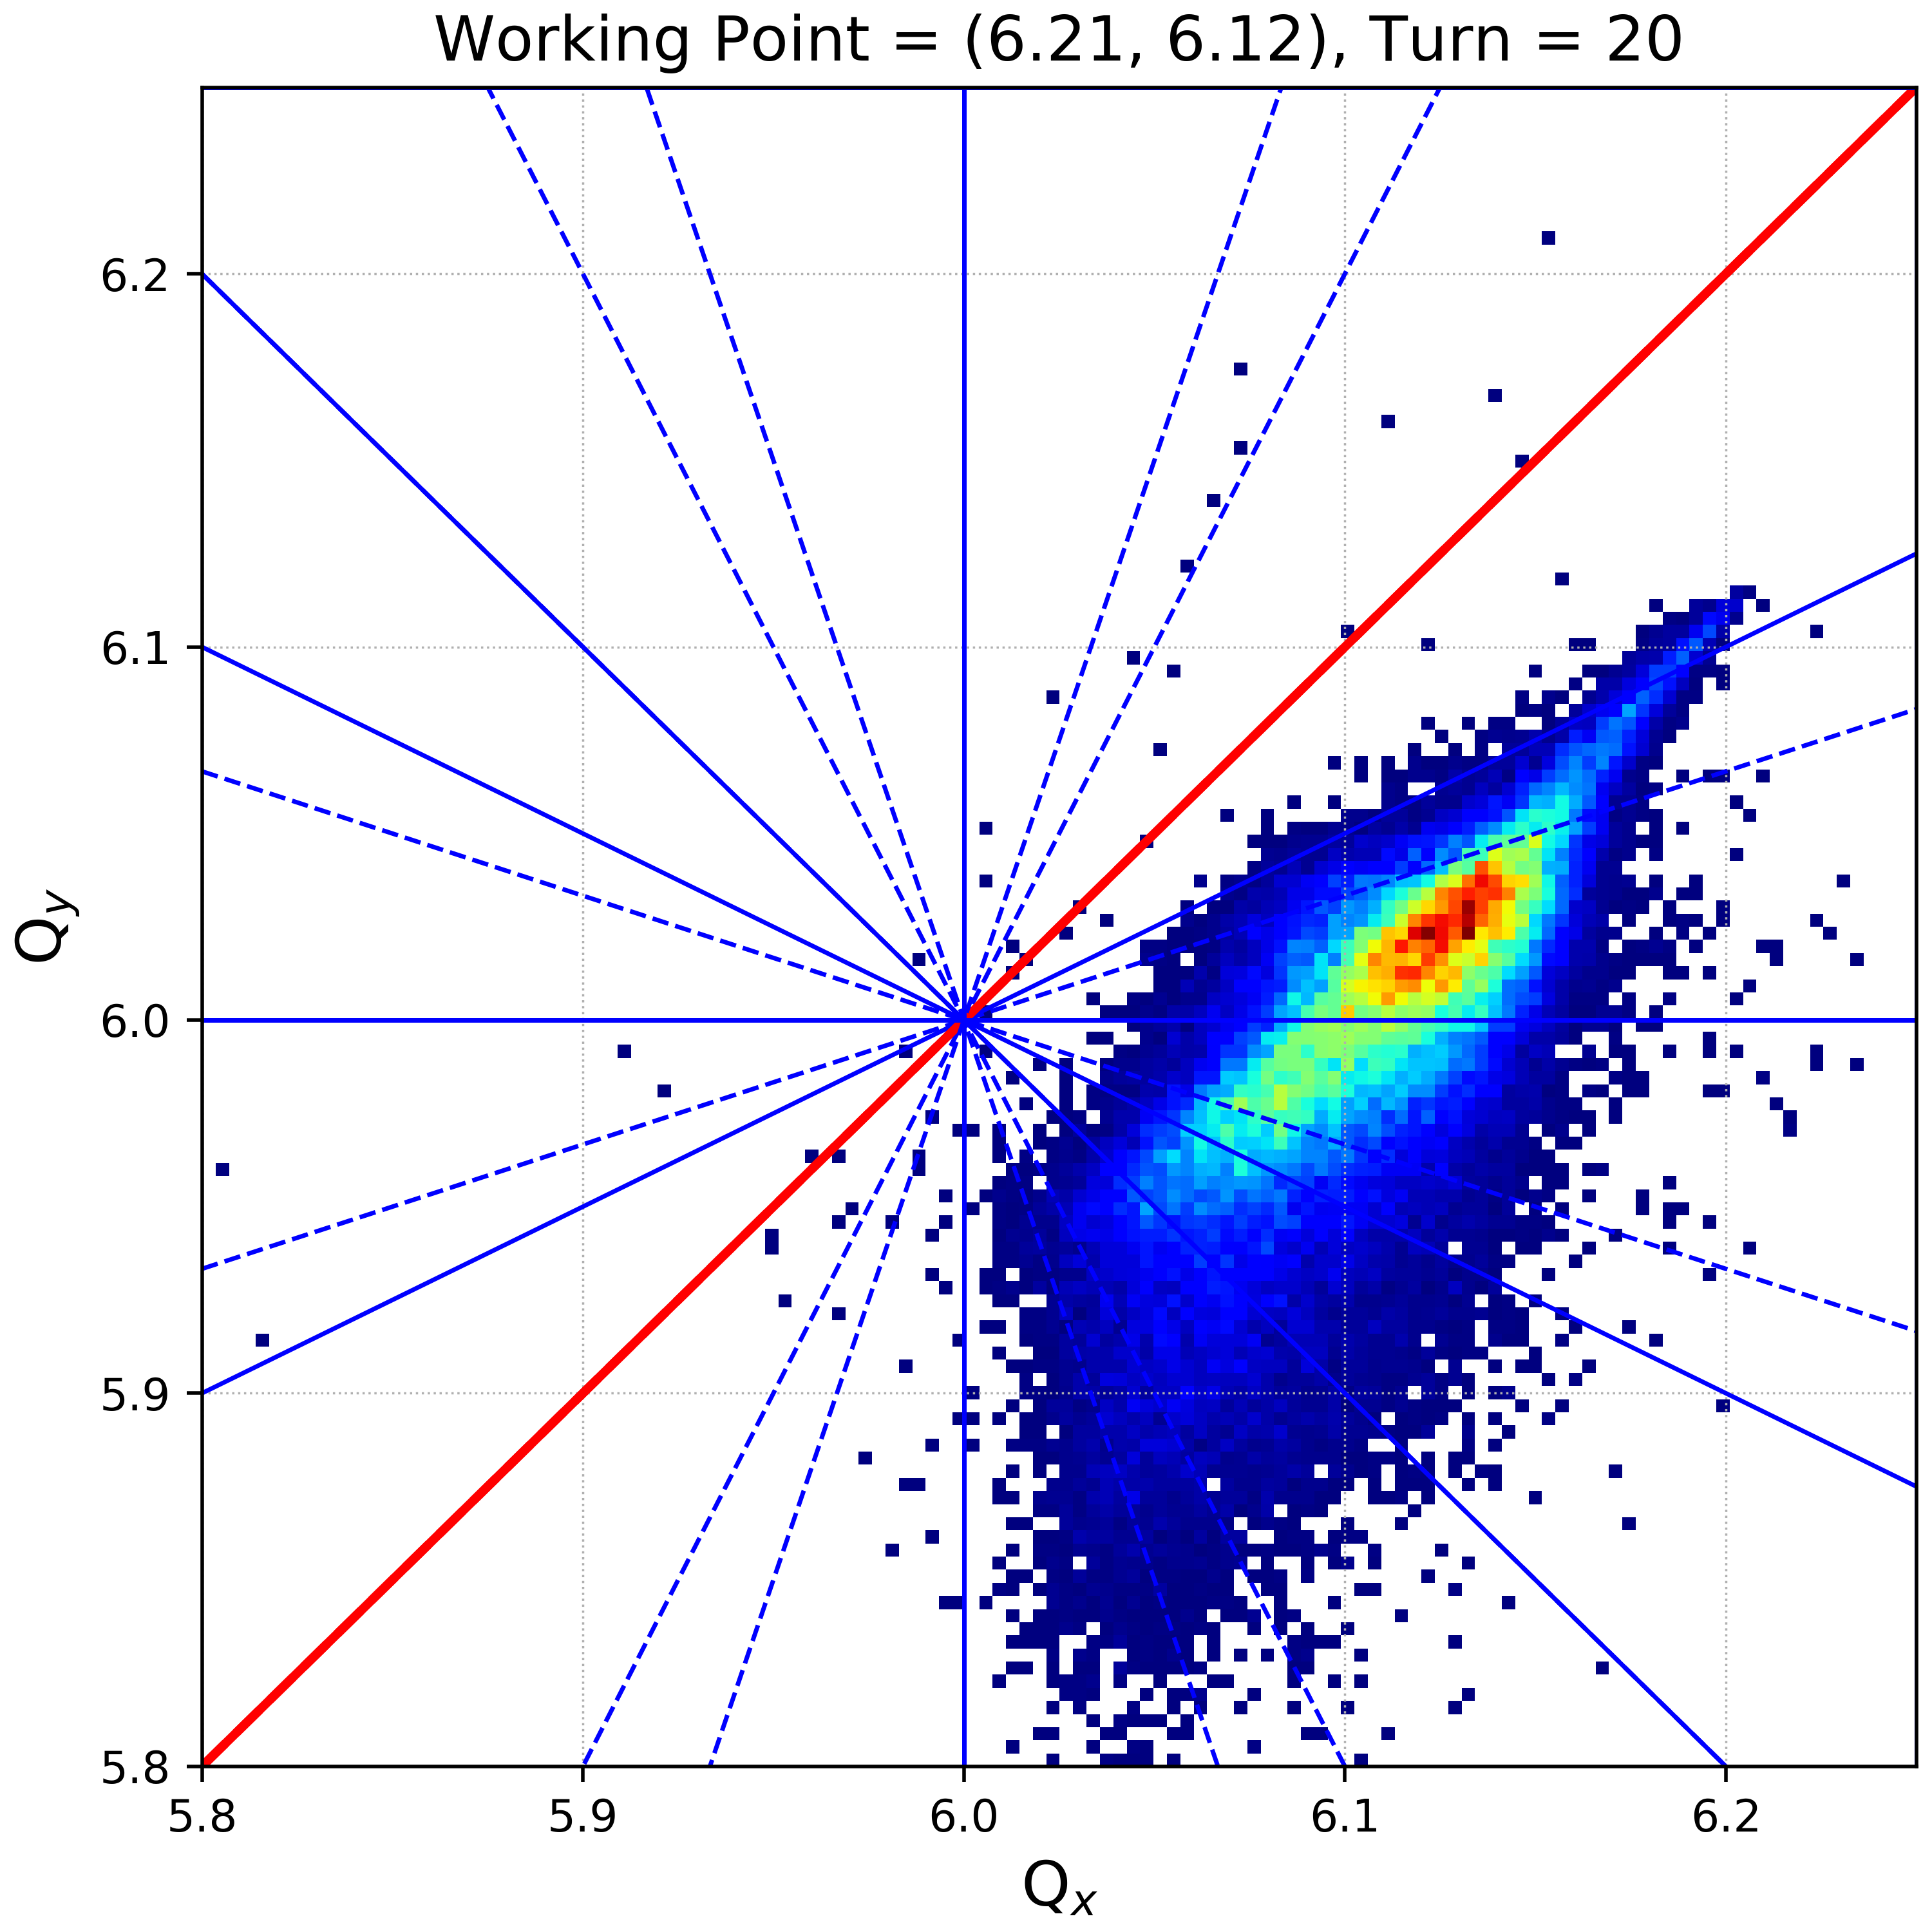 Working Point = (6.21, 6.12), Turn = 20
6.2
6.1
6.0
5.9
5.8
Qy
5.8 5.9 6.0 6.1 6.2
Qx